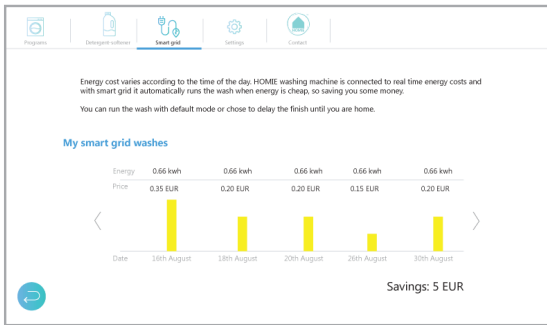 Programs Detergent softener Smart grid Settings Contact
Energy cost varies according to the time of the day. HOMIE washing machine is connected to real time energy costs and
with smart grid it automatically runs the wash when energy is cheap, so saving you some money.
You can run the wash with default mode or chose to delay the finish until you are home.
My smart grid washes
Energy 0.66 kwh 0.66 kwh 0.66 kwh 0.66 kwh 0.66 kwh
Price 0.35 EUR 0.20 EUR 0.20 EUR 0.15 EUR 0.20 EUR
Date 16th August 18th August 20th August 26th August 30th August
Savings: 5 EUR